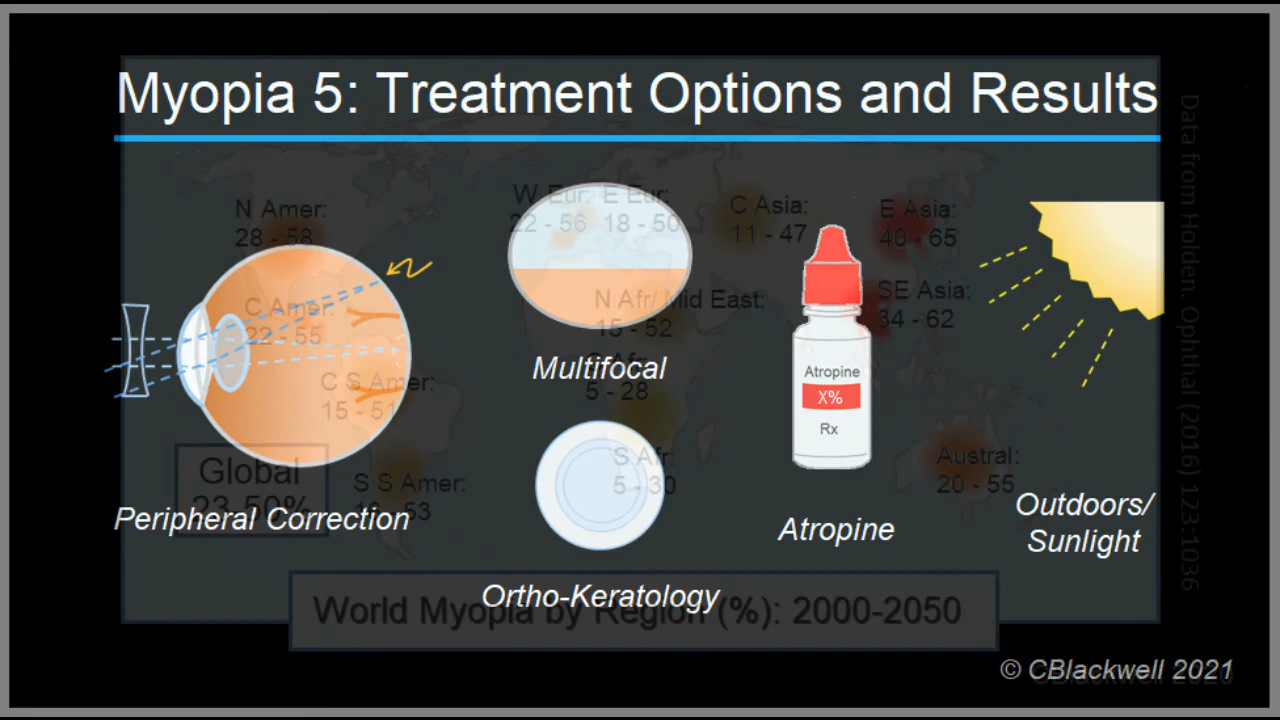 Myopia 5: Treatment Options and Results
N Amer:
28 - 58
W Eur:
22 - 56
E Eur:
18 - 50
C Asia:
11 - 47
E Asia:
40 - 65
C Amer:
22 - 55
N Afr/ Mid East:
15 - 52
SE Asia:
34 - 62
Multifocal
5 - 28
C S Amer:
15 - 51
Atropine
X%
Rx
S Afr:
5 - 30
Austral:
20 - 55
Global
23-50%
S S Amer:
53
Peripheral Correction
Atropine
Outdoors/
Sunlight
Ortho-Keratology
World Myopia by Region (%): 2000-2050
Data from Holden. Ophthal (2016) 123:1036
© CBlackwell 2021